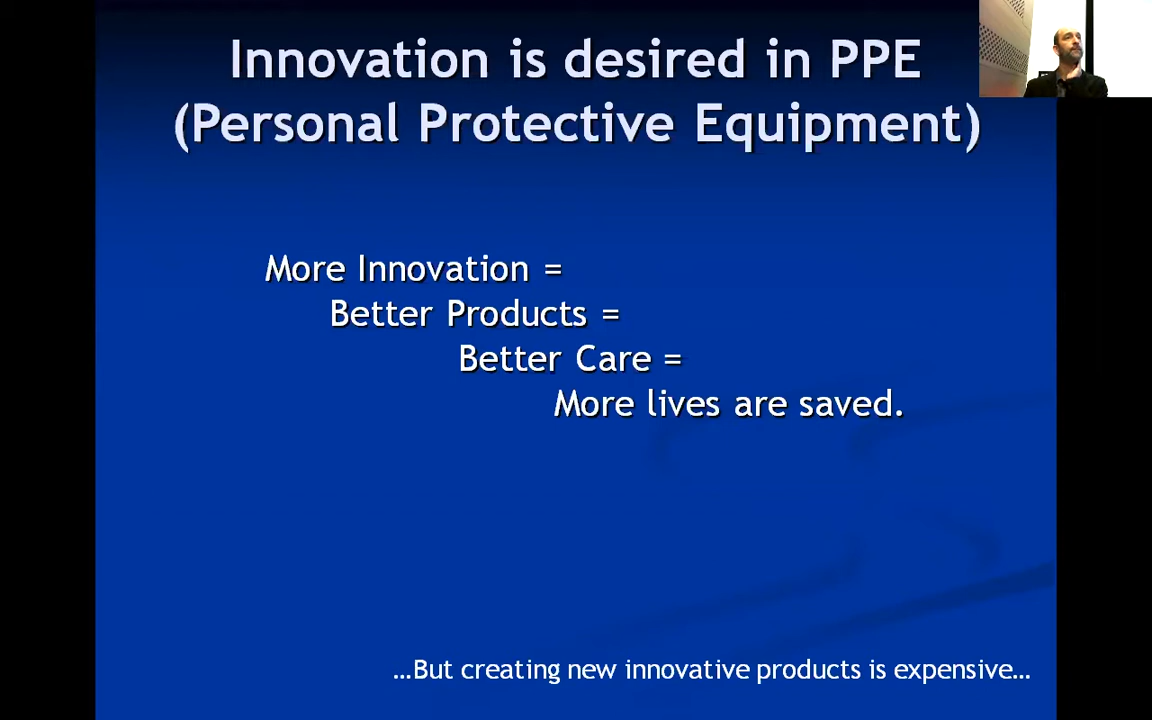 Innovation is desired in PPE
(Personal Protective Equipment)
More Innovation =
Better Products =
Better Care =
More lives are saved.
…But creating new innovative products is expensive…